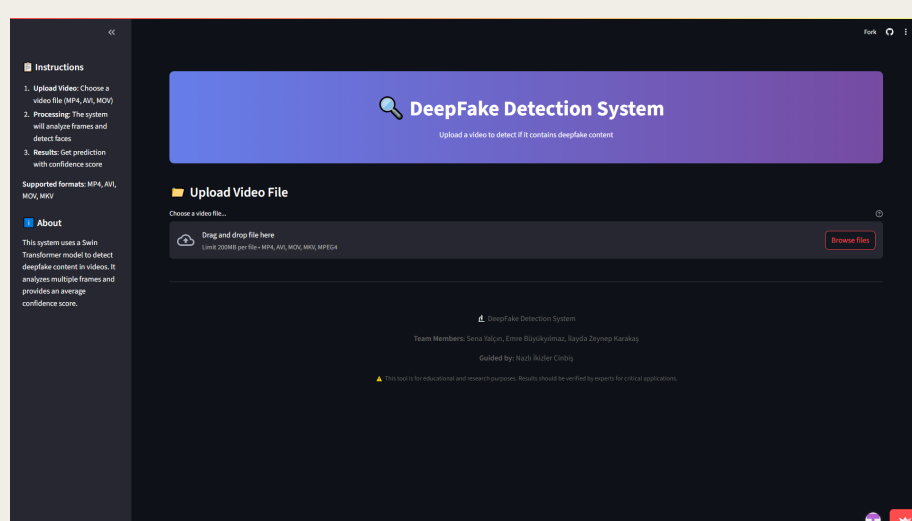 Fork
Instructions
1. Upload Video: Choose a
video file (MP4, AVI, MOV)
2. Processing: The system
will analyze frames and
detect faces
3. Results: Get prediction
with confidence score
Supported formats: MP4, AVI,
MOV, MKV
About
This system uses a Swin
Transformer model to detect
deepfake content in videos. It
analyzes multiple frames and
provides an average
confidence score.
DeepFake Detection System
Upload a video to detect if it contains deepfake content
Upload Video File
Choose a video file...
Drag and drop file here
Limit 200MB per file • MP4, AVI, MOV, MKV, MPEG4
Browse files
DeepFake Detection System
Team Members: Sena Yalçın, Emre Büyükyılmaz, İlayda Zeynep Karakaş
Guided by: Nazlı İkizler Cinbiş
This tool is for educational and research purposes. Results should be verified by experts for critical applications.